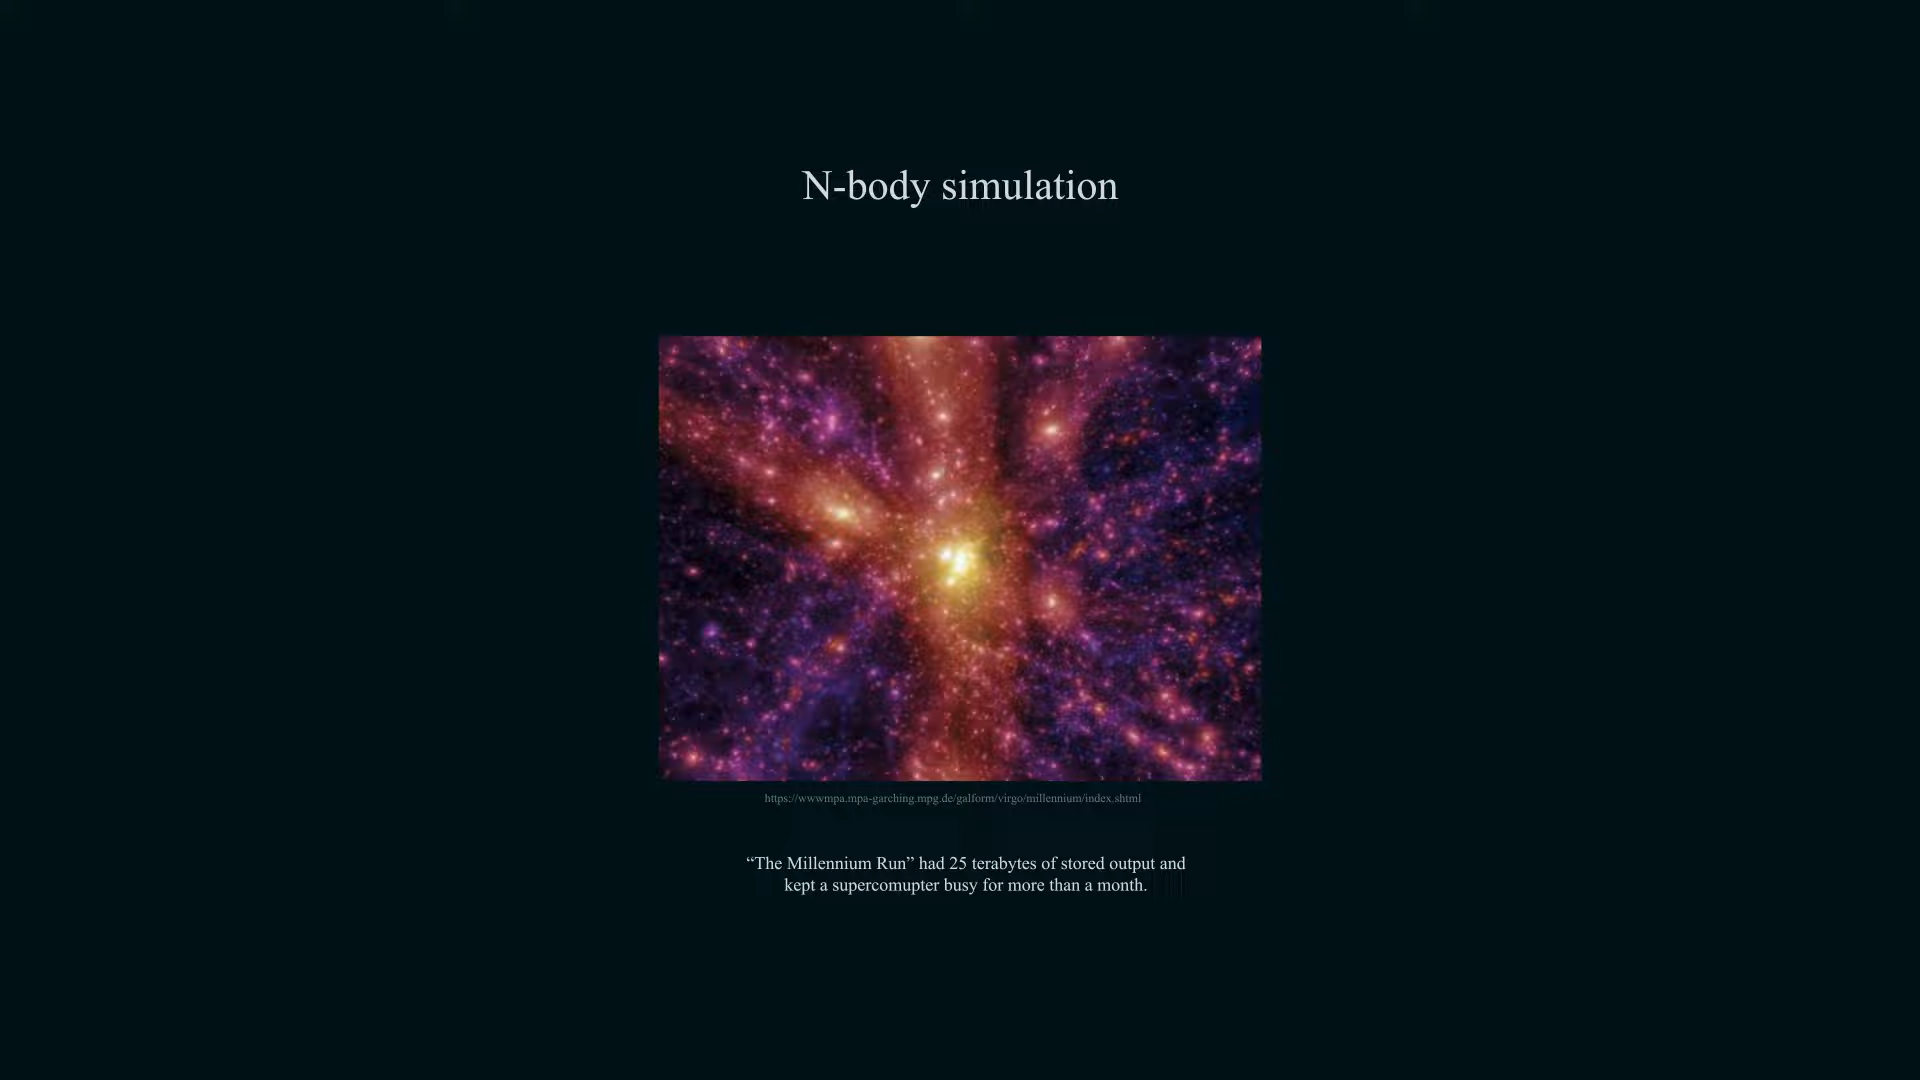 N-body simulation
https://wwwmpa.mpa-garching.mpg.de/galform/virgo/millennium/index.shtml
“The Millennium Run” had 25 terabytes of stored output and
kept a supercomupter busy for more than a month.